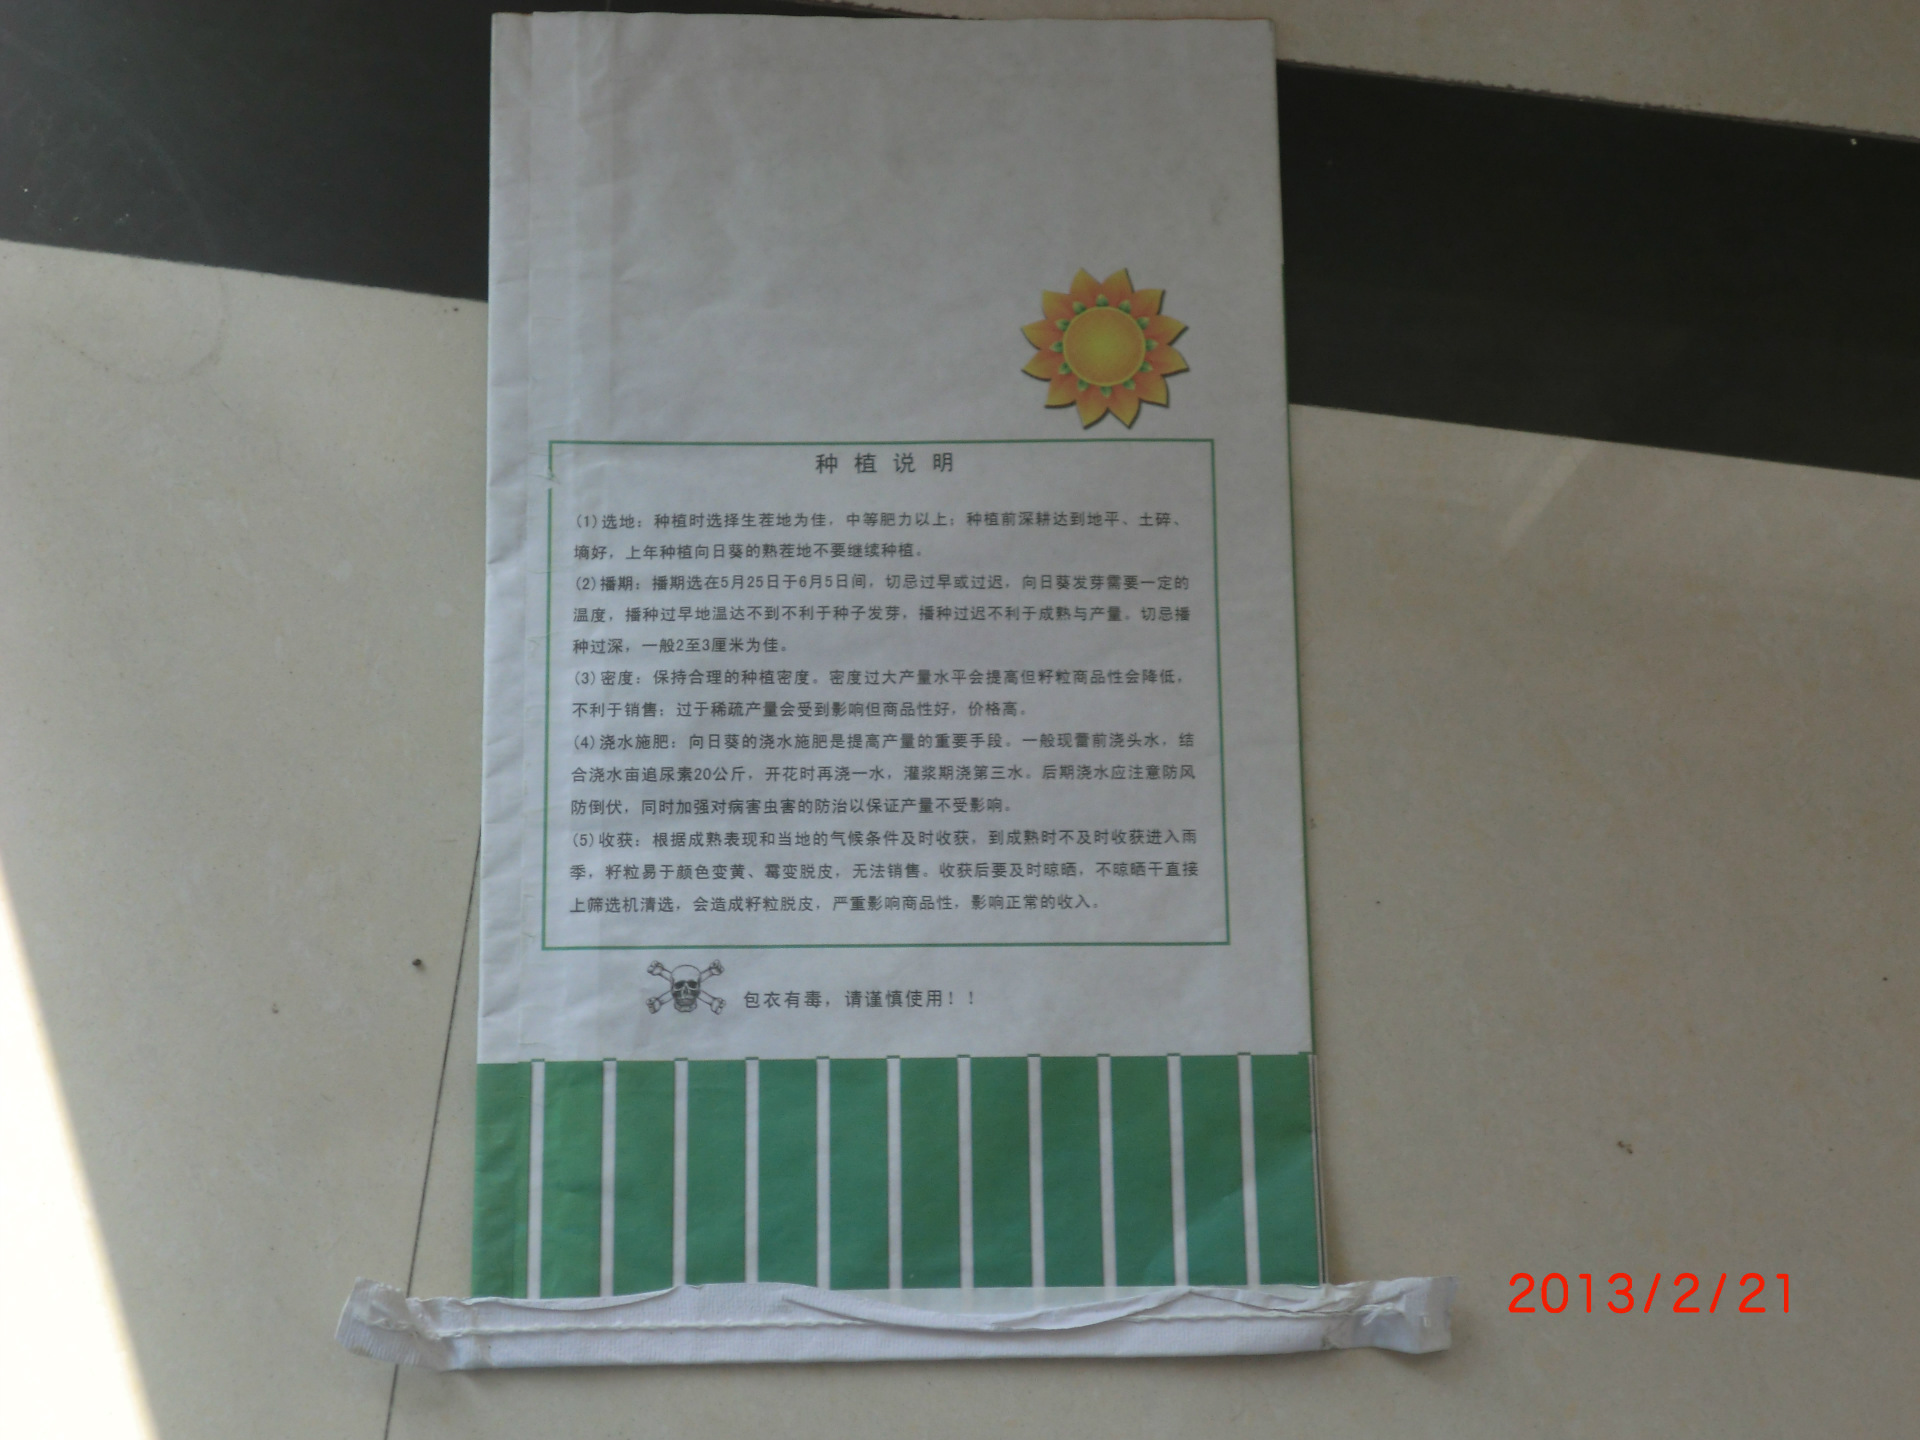 种植说明
(1)选地：种植时选择生茬地为佳，中等肥力以上；种植前深耕达到地平、土碎、
墒好，上年种植向日葵的熟茬地不要继续种植。
(2)播期：播期选在5月25日于6月5日间，切忌过早或过迟，向日葵发芽需要一定的
温度，播种过早地温达不到不利于种子发芽，播种过迟不利于成熟与产量。切忌播
种过深，一般2至3厘米为佳。
(3)密度：保持合理的种植密度。密度过大产量水平会提高但籽粒商品性会降低，
不利于销售；过于稀疏产量会受到影响但商品性好，价格高。
(4)浇水施肥：向日葵的浇水施肥是提高产量的重要手段。一般现蕾前浇头水，结
合浇水亩追尿素20公斤，开花时再浇一水，灌浆期浇第三水。后期浇水应注意防风
防倒伏，同时加强对病害虫害的防治以保证产量不受影响。
(5)收获：根据成熟表现和当地的气候条件及时收获，到成熟时不及时收获进入雨
季，籽粒易于颜色变黄、霉变脱皮，无法销售。收获后要及时晾晒，不晾晒干直接
上筛选机清选，会造成籽粒脱皮，严重影响商品性，影响正常的收入。
包衣有毒，请谨慎使用！！
2013/2/21